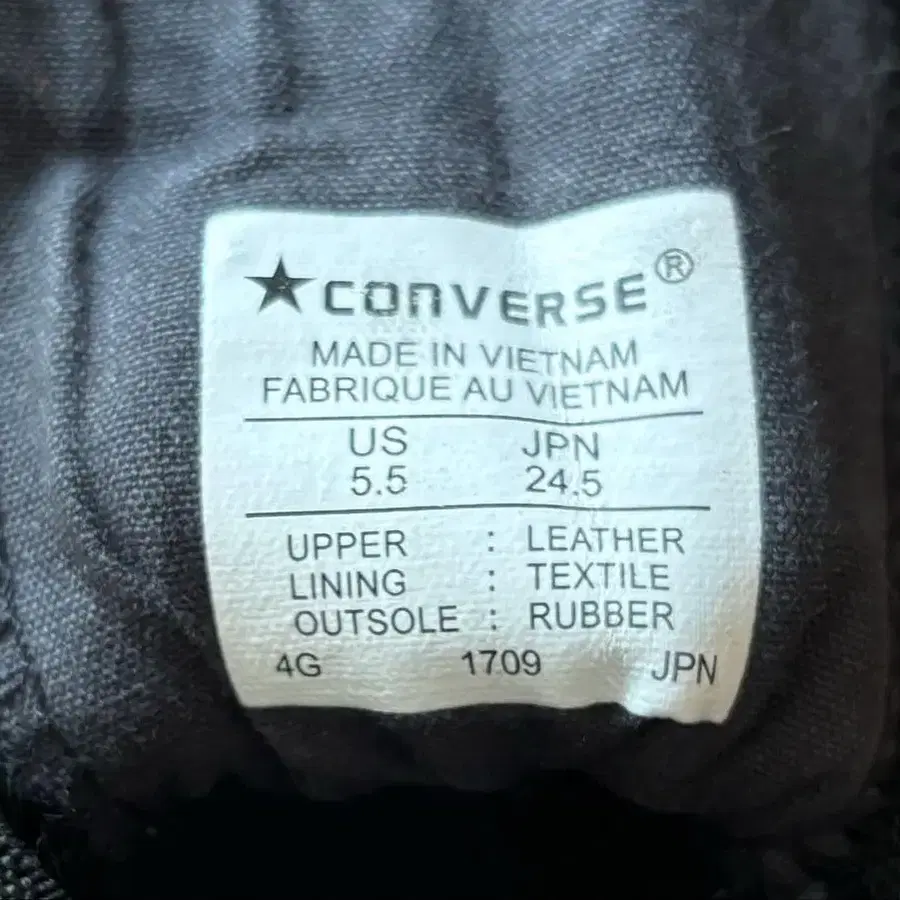 ★CONVERSE®
MADE IN VIETNAM
FABRIQUE AU VIETNAM
US JPN
5.5 24.5
UPPER : LEATHER
LINING : TEXTILE
OUTSOLE : RUBBER
4G 1709 JPN